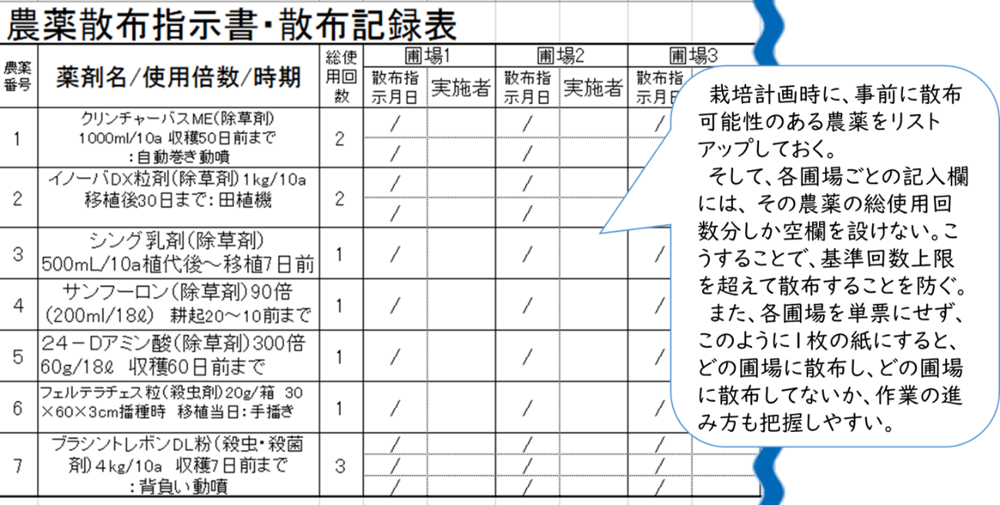 農薬散布指示書・散布記録表
農薬
番号
薬剤名/使用倍数/時期
総使
用回
数
圃場1
圃場2
圃場3
散布指
示月日
実施者
散布指
示月日
実施者
散布指
示月日
1
クリンチャーバスME(除草剤)
1000ml/10a 収穫50日前まで
:自動巻き動噴
2
/
/
/
/
/
2
イノーバDX粒剤(除草剤)1kg/10a
移植後30日まで:田植機
2
/
/
/
/
3
シング乳剤(除草剤)
500mL/10a植代後～移植7日前
1
/
/
/
4
サンフーロン(除草剤)90倍
(200ml/18ℓ) 耕起20～10前まで
1
/
/
/
5
24－Dアミン酸(除草剤)300倍
60g/18ℓ 収穫60日前まで
1
/
/
/
6
フェルテラチェス粒(殺虫剤)20g/箱 30
×60×3cm播種時 移植当日:手播き
1
/
/
/
7
ブラシントレボンDL粉(殺虫・殺菌
剤)4kg/10a 収穫7日前まで
:背負い動噴
3
/
/
/
/
/
/
/
/
/
栽培計画時に、事前に散布
可能性のある農薬をリスト
アップしておく。
そして、各圃場ごとの記入欄
には、その農薬の総使用回
数分しか空欄を設けない。こ
うすることで、基準回数上限
を超えて散布することを防ぐ。
また、各圃場を単票にせず、
このように1枚の紙にすると、
どの圃場に散布し、どの圃場
に散布してないか、作業の進
み方も把握しやすい。